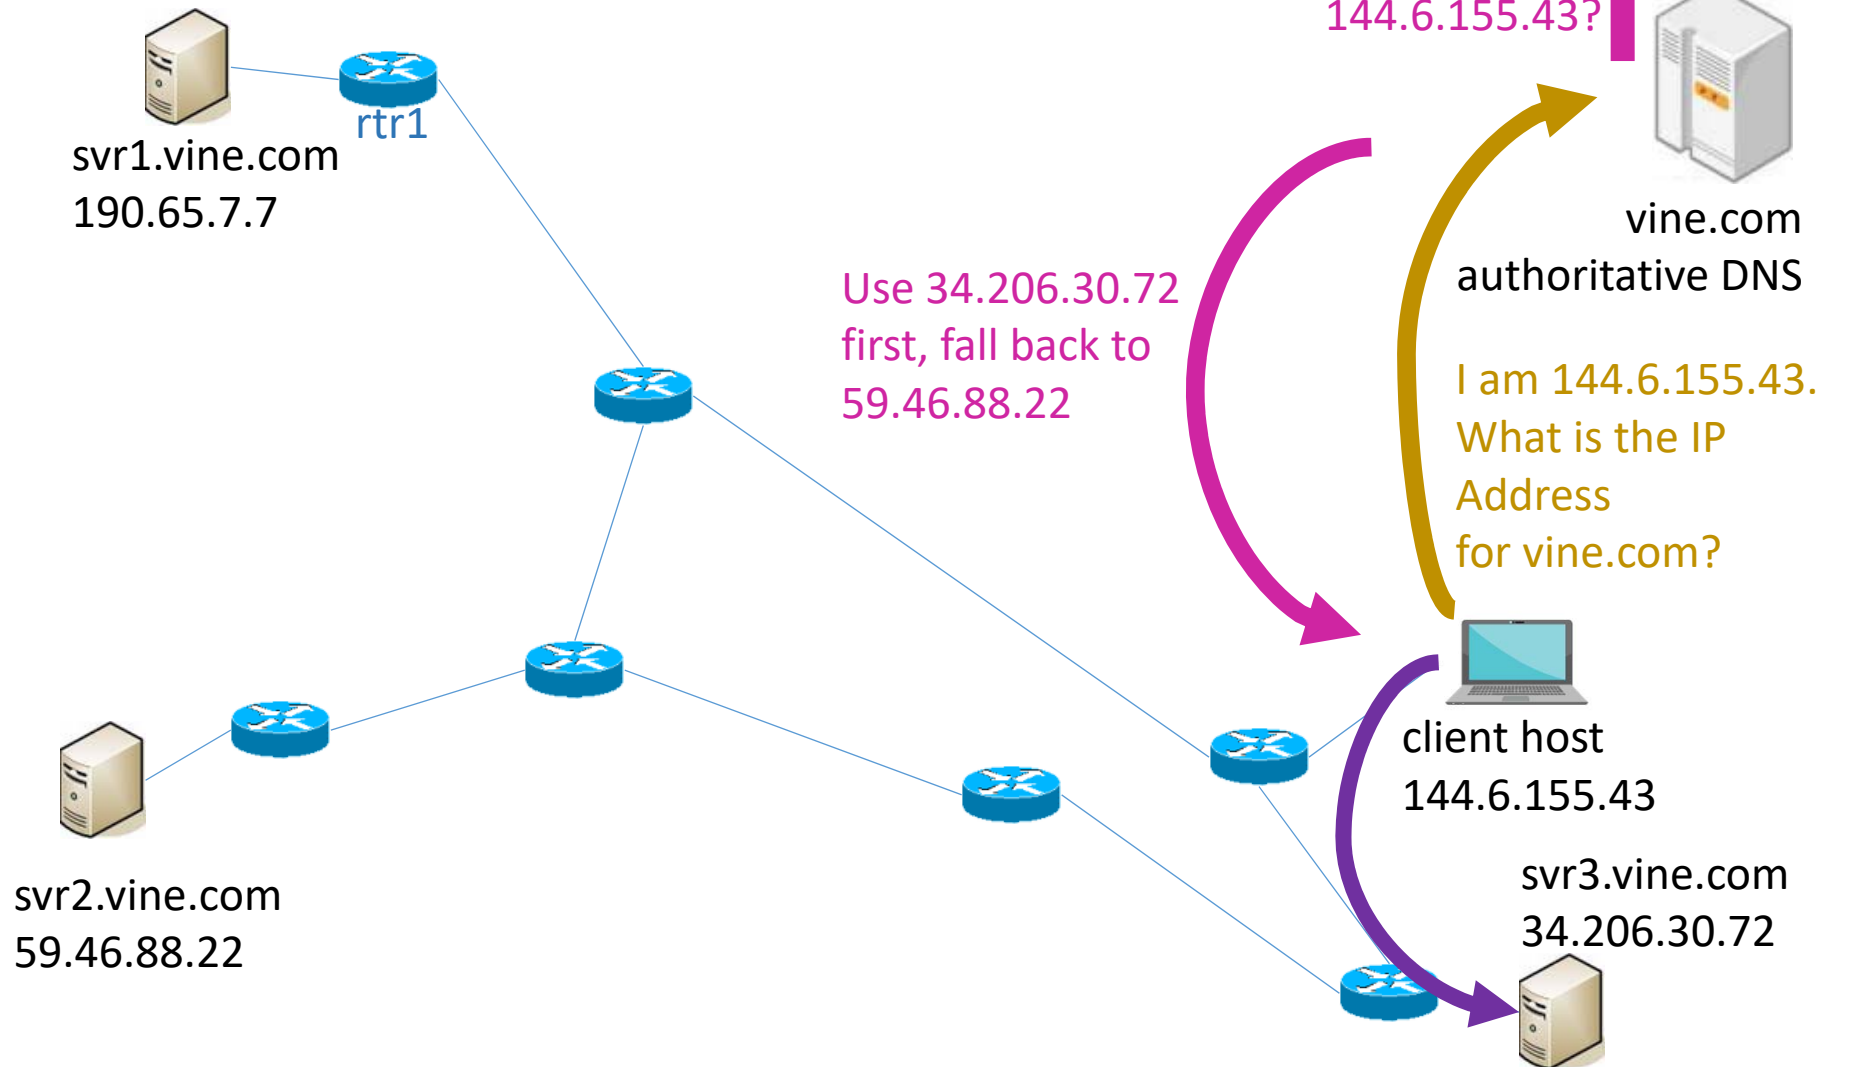 144.6.155.43?
rtr1
svr1.vine.com
190.65.7.7
vine.com
authoritative DNS
Use 34.206.30.72
first, fall back to
59.46.88.22
I am 144.6.155.43.
What is the IP
Address
for vine.com?
client host
144.6.155.43
svr2.vine.com
59.46.88.22
svr3.vine.com
34.206.30.72